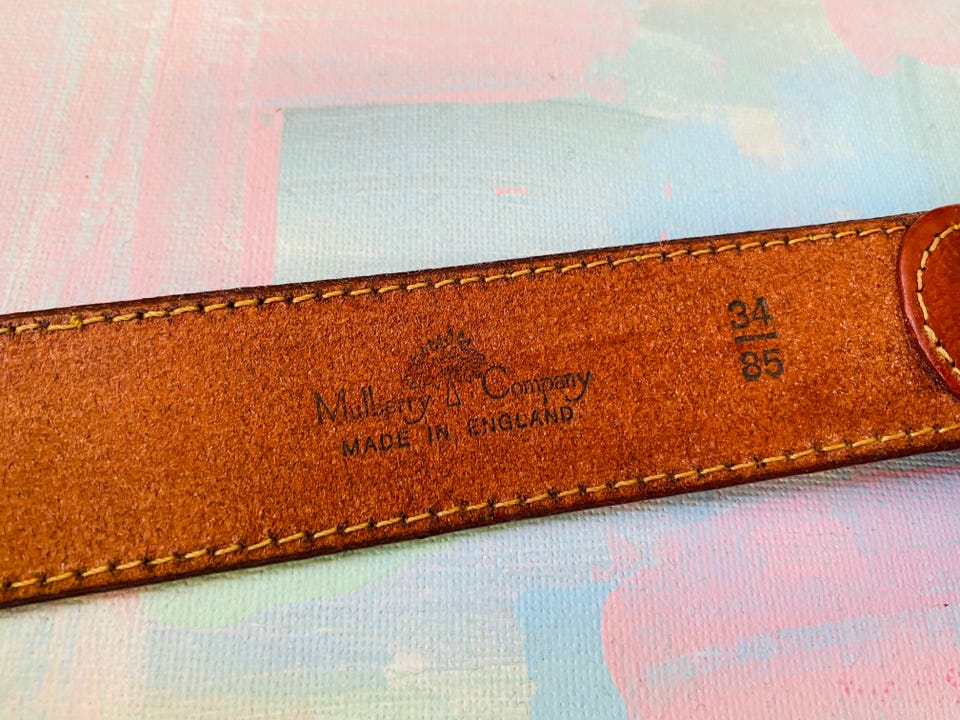 Mulberry Company
MADE IN ENGLAND
34
85